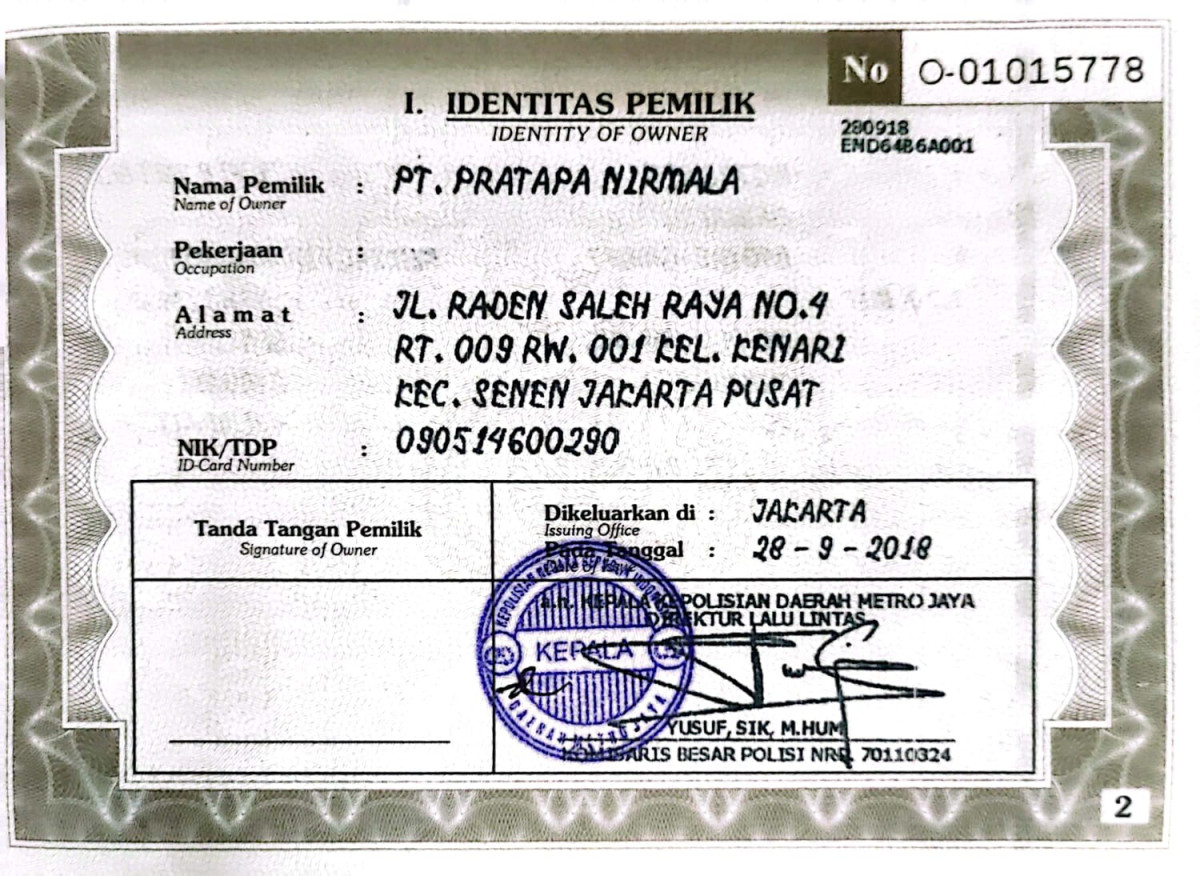 No O-01015778
I. IDENTITAS PEMILIK
IDENTITY OF OWNER
280918
END64B6A001
Nama Pemilik : PT. PRATAPA NIRMALA
Name of Owner
Pekerjaan :
Occupation
Alamat : JL. RADEN SALEH RAYA NO.4
Address
RT. 009 RW. 001 KEL. KENARI
KEC. SENEN JAKARTA PUSAT
NIK/TDP : 090514600290
ID-Card Number
Tanda Tangan Pemilik
Signature of Owner
Dikeluarkan di : JAKARTA
Issuing Office
Pada Tanggal : 28 - 9 - 2018
a.n. KEPALA KEPOLISIAN DAERAH METRO JAYA
DIREKTUR LALU LINTAS
KEPALA
DAERAH METRO JAYA
YUSUF, SIK, M.HUM
KOMISARIS BESAR POLISI NRP. 70110324
2